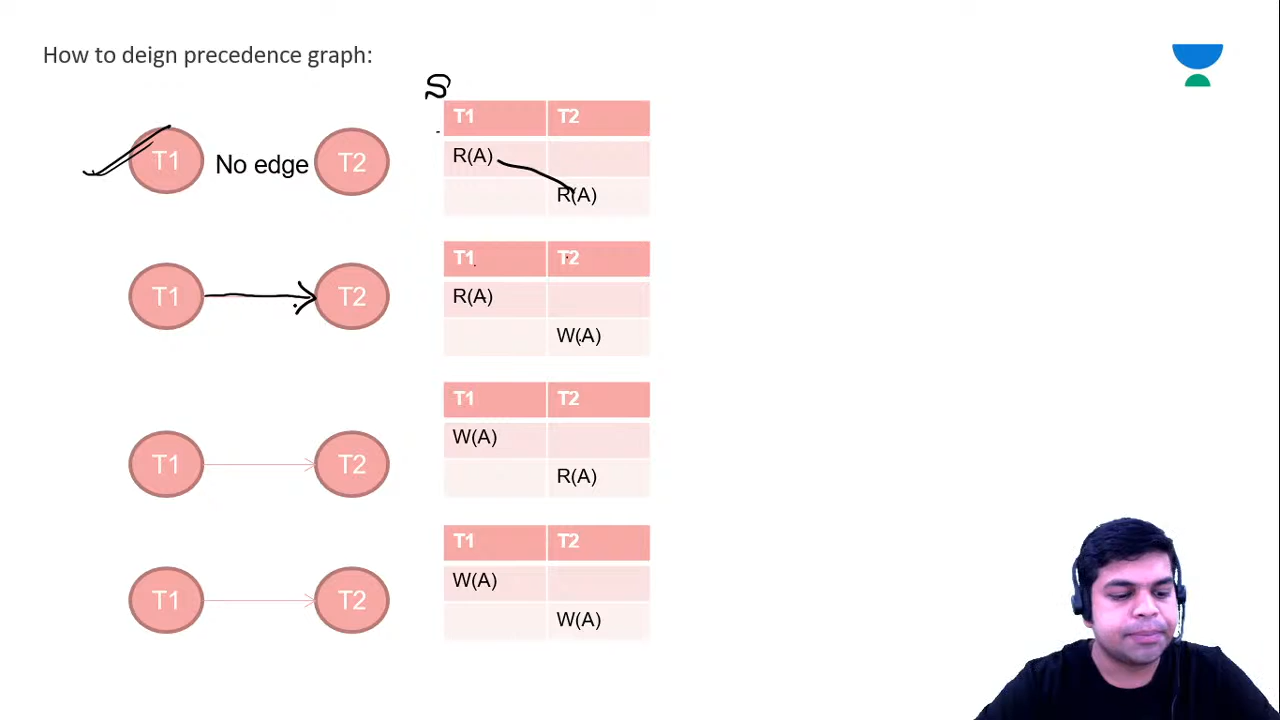 How to deign precedence graph:
S
T1 T2
T1 No edge T2
R(A)
R(A)
T1 T2
T1 T2
R(A)
W(A)
T1 T2
W(A)
T1 T2
R(A)
T1 T2
W(A)
T1 T2
W(A)